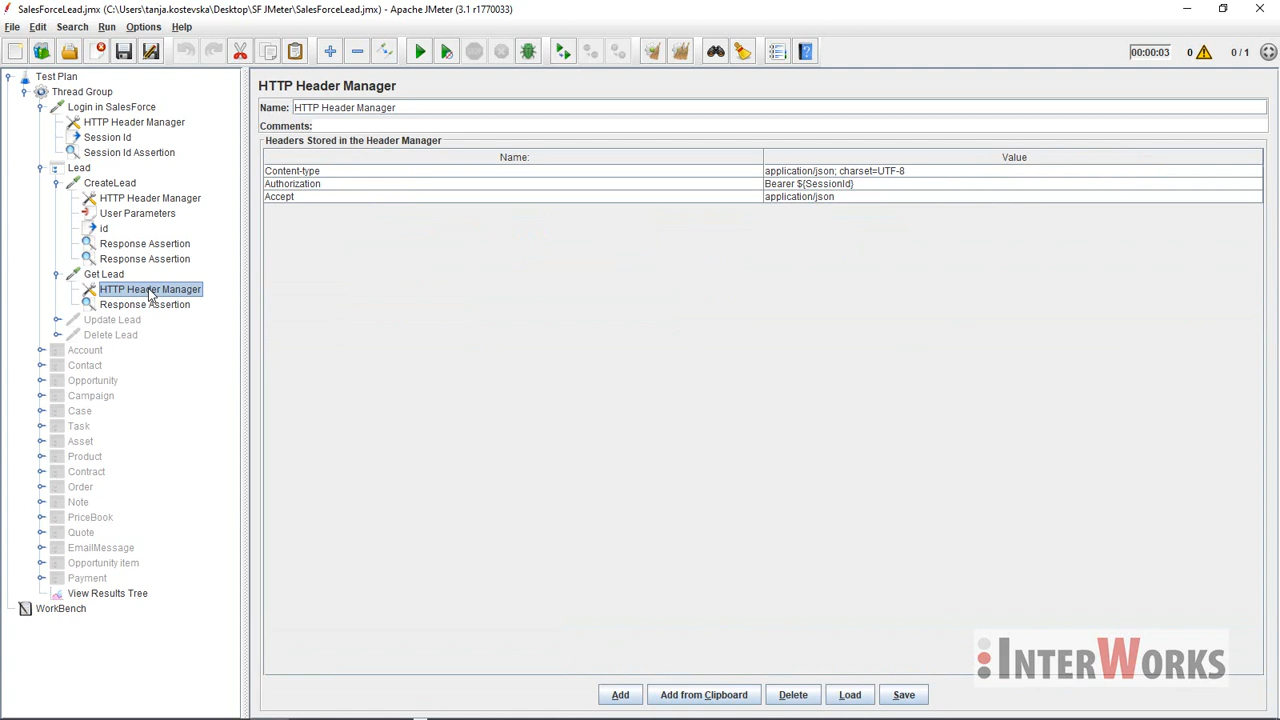 SalesForceLead.jmx (C:\Users\tanja.kostevska\Desktop\SF JMeter\SalesForceLead.jmx) - Apache JMeter (3.1 r1770033)
File Edit Search Run Options Help
00:00:03 0 0 / 1
Test Plan
Thread Group
Login in SalesForce
HTTP Header Manager
Session Id
Session Id Assertion
Lead
CreateLead
HTTP Header Manager
User Parameters
id
Response Assertion
Response Assertion
Get Lead
HTTP Header Manager
Response Assertion
Update Lead
Delete Lead
Account
Contact
Opportunity
Campaign
Case
Task
Asset
Product
Contract
Order
Note
PriceBook
Quote
EmailMessage
Opportunity item
Payment
View Results Tree
WorkBench
HTTP Header Manager
Name: HTTP Header Manager
Comments:
Headers Stored in the Header Manager
Name: Value
Content-type application/json; charset=UTF-8
Authorization Bearer ${SessionId}
Accept application/json
INTERWORKS
Add Add from Clipboard Delete Load Save